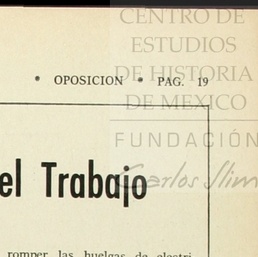 CENTRO DE
ESTUDIOS
DE HISTORIA
DE MEXICO
FUNDACIÓN
Carlos Slim
• OPOSICION • PAG. 19
el Trabajo
romper las huelgas de electri-